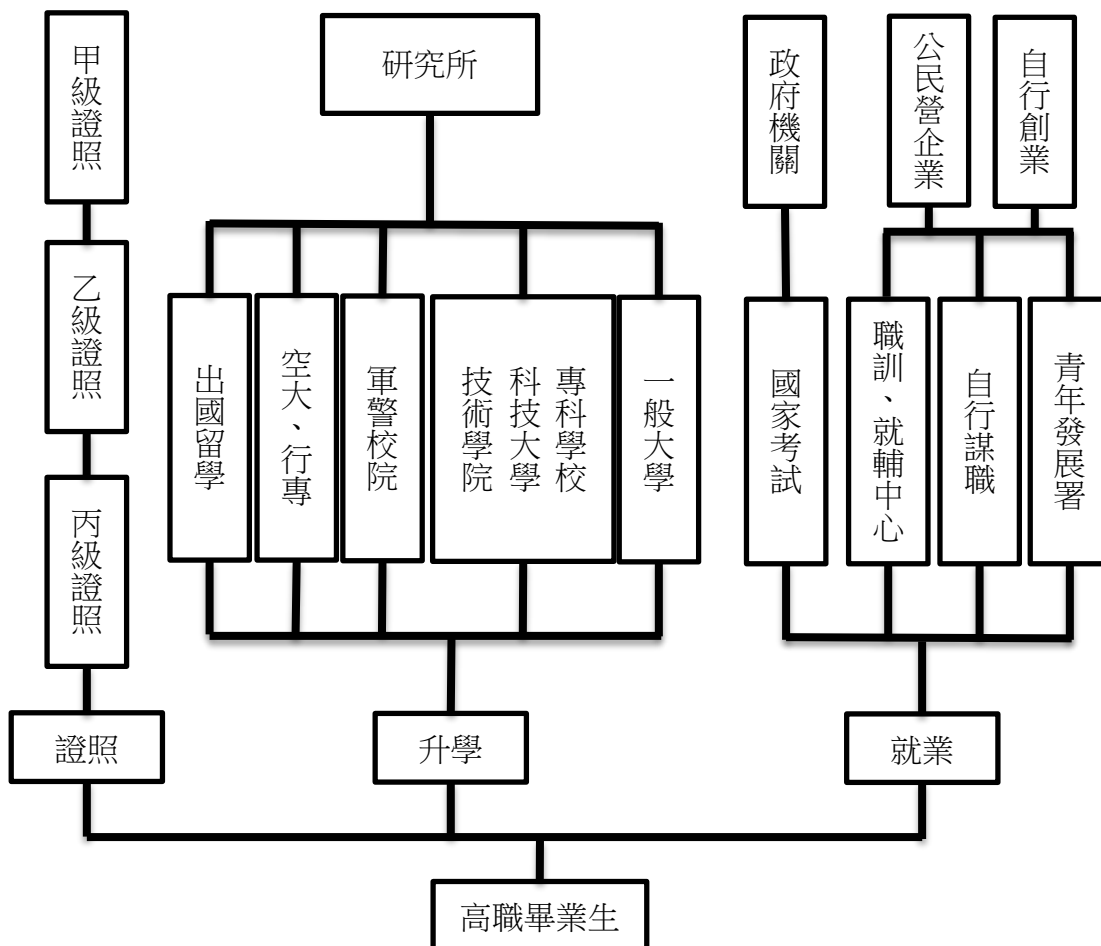 甲級證照
研究所
政府機關
公民營企業
自行創業
乙級證照
出國留學
空大、行專
軍警校院
專科學校
科技大學
技術學院
一般大學
國家考試
職訓、就輔中心
自行謀職
青年發展署
丙級證照
證照
升學
就業
高職畢業生